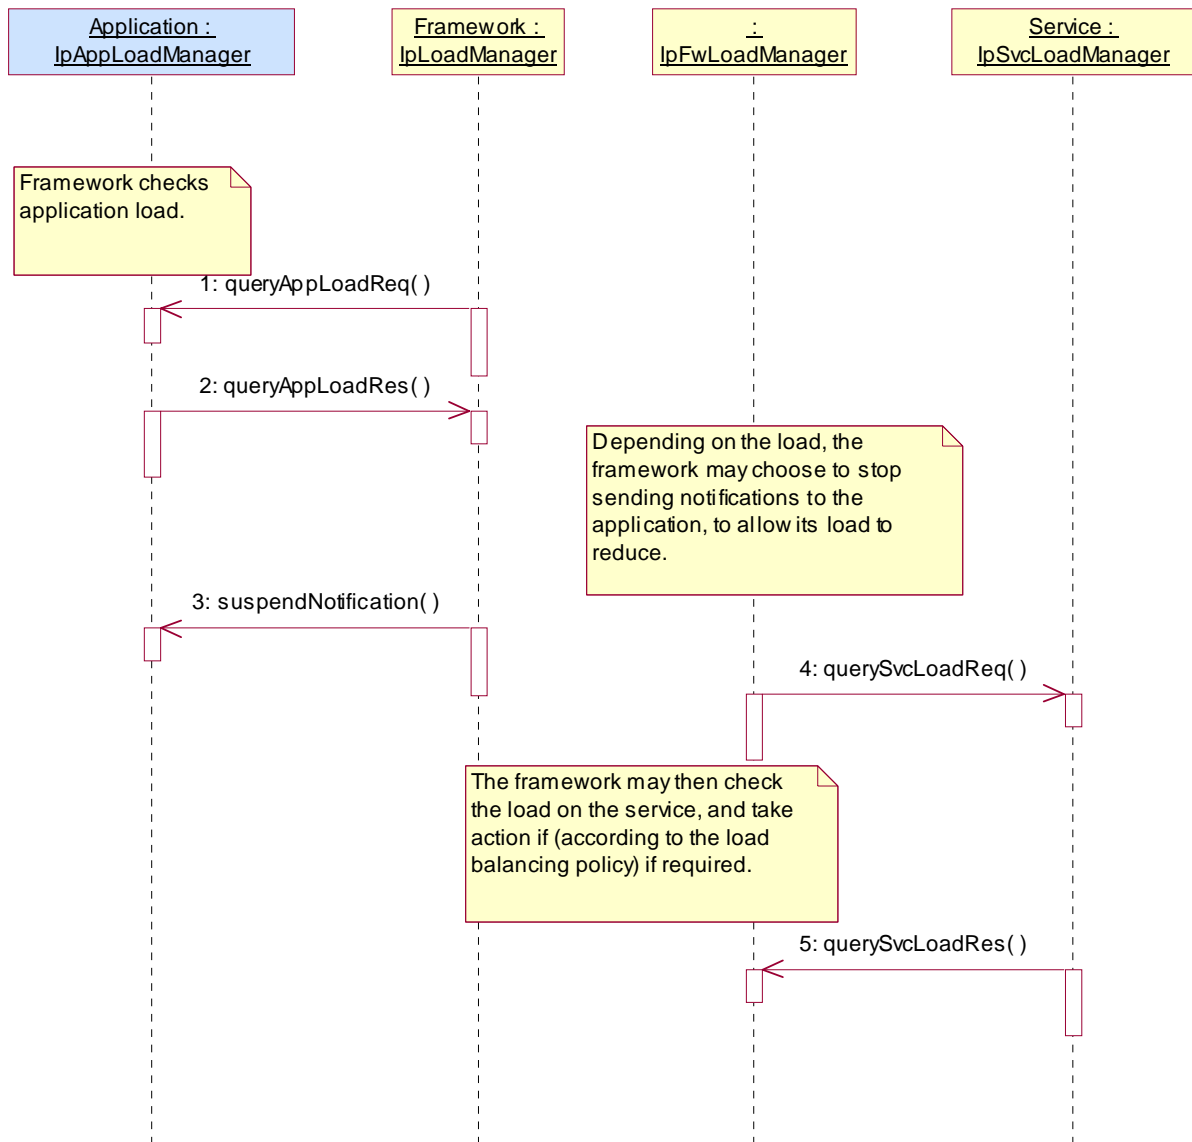 Application :
IpAppLoadManager
Framework :
IpLoadManager
:
IpFwLoadManager
Service :
IpSvcLoadManager
Framework checks
application load.
1: queryAppLoadReq( )
2: queryAppLoadRes( )
Depending on the load, the
framework may choose to stop
sending notifications to the
application, to allow its load to
reduce.
3: suspendNotification( )
4: querySvcLoadReq( )
The framework may then check
the load on the service, and take
action if (according to the load
balancing policy) if required.
5: querySvcLoadRes( )